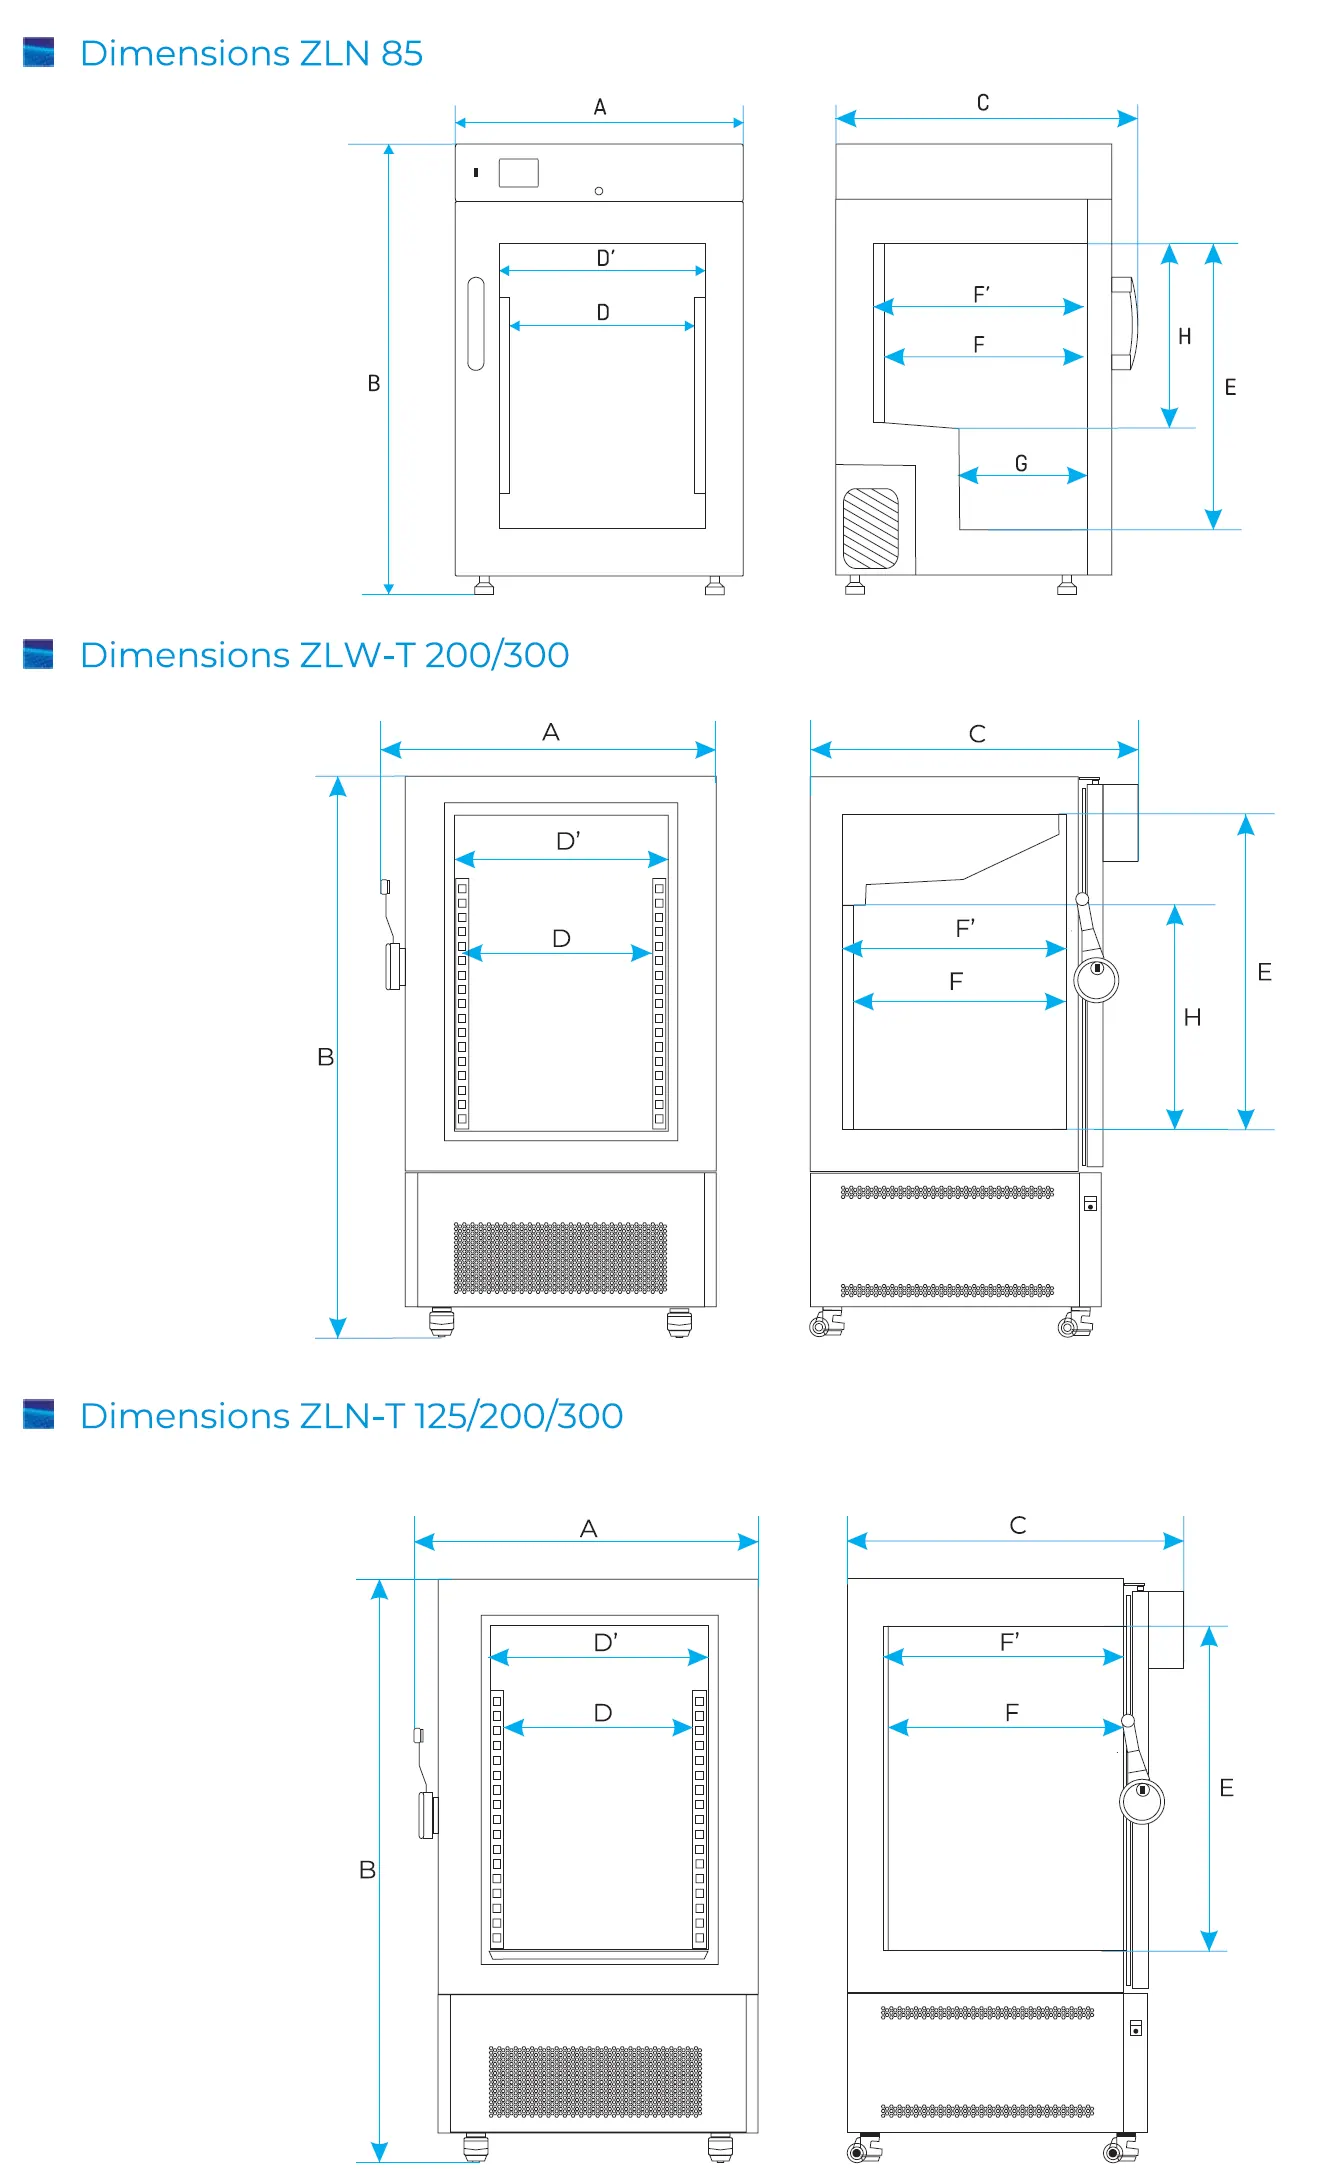 Dimensions ZLN 85
A
C
D’
F’
D
F
H
B
E
G
Dimensions ZLW-T 200/300
A
C
D’
D
F’
F
E
H
B
Dimensions ZLN-T 125/200/300
A
C
D’
F’
D
F
E
B